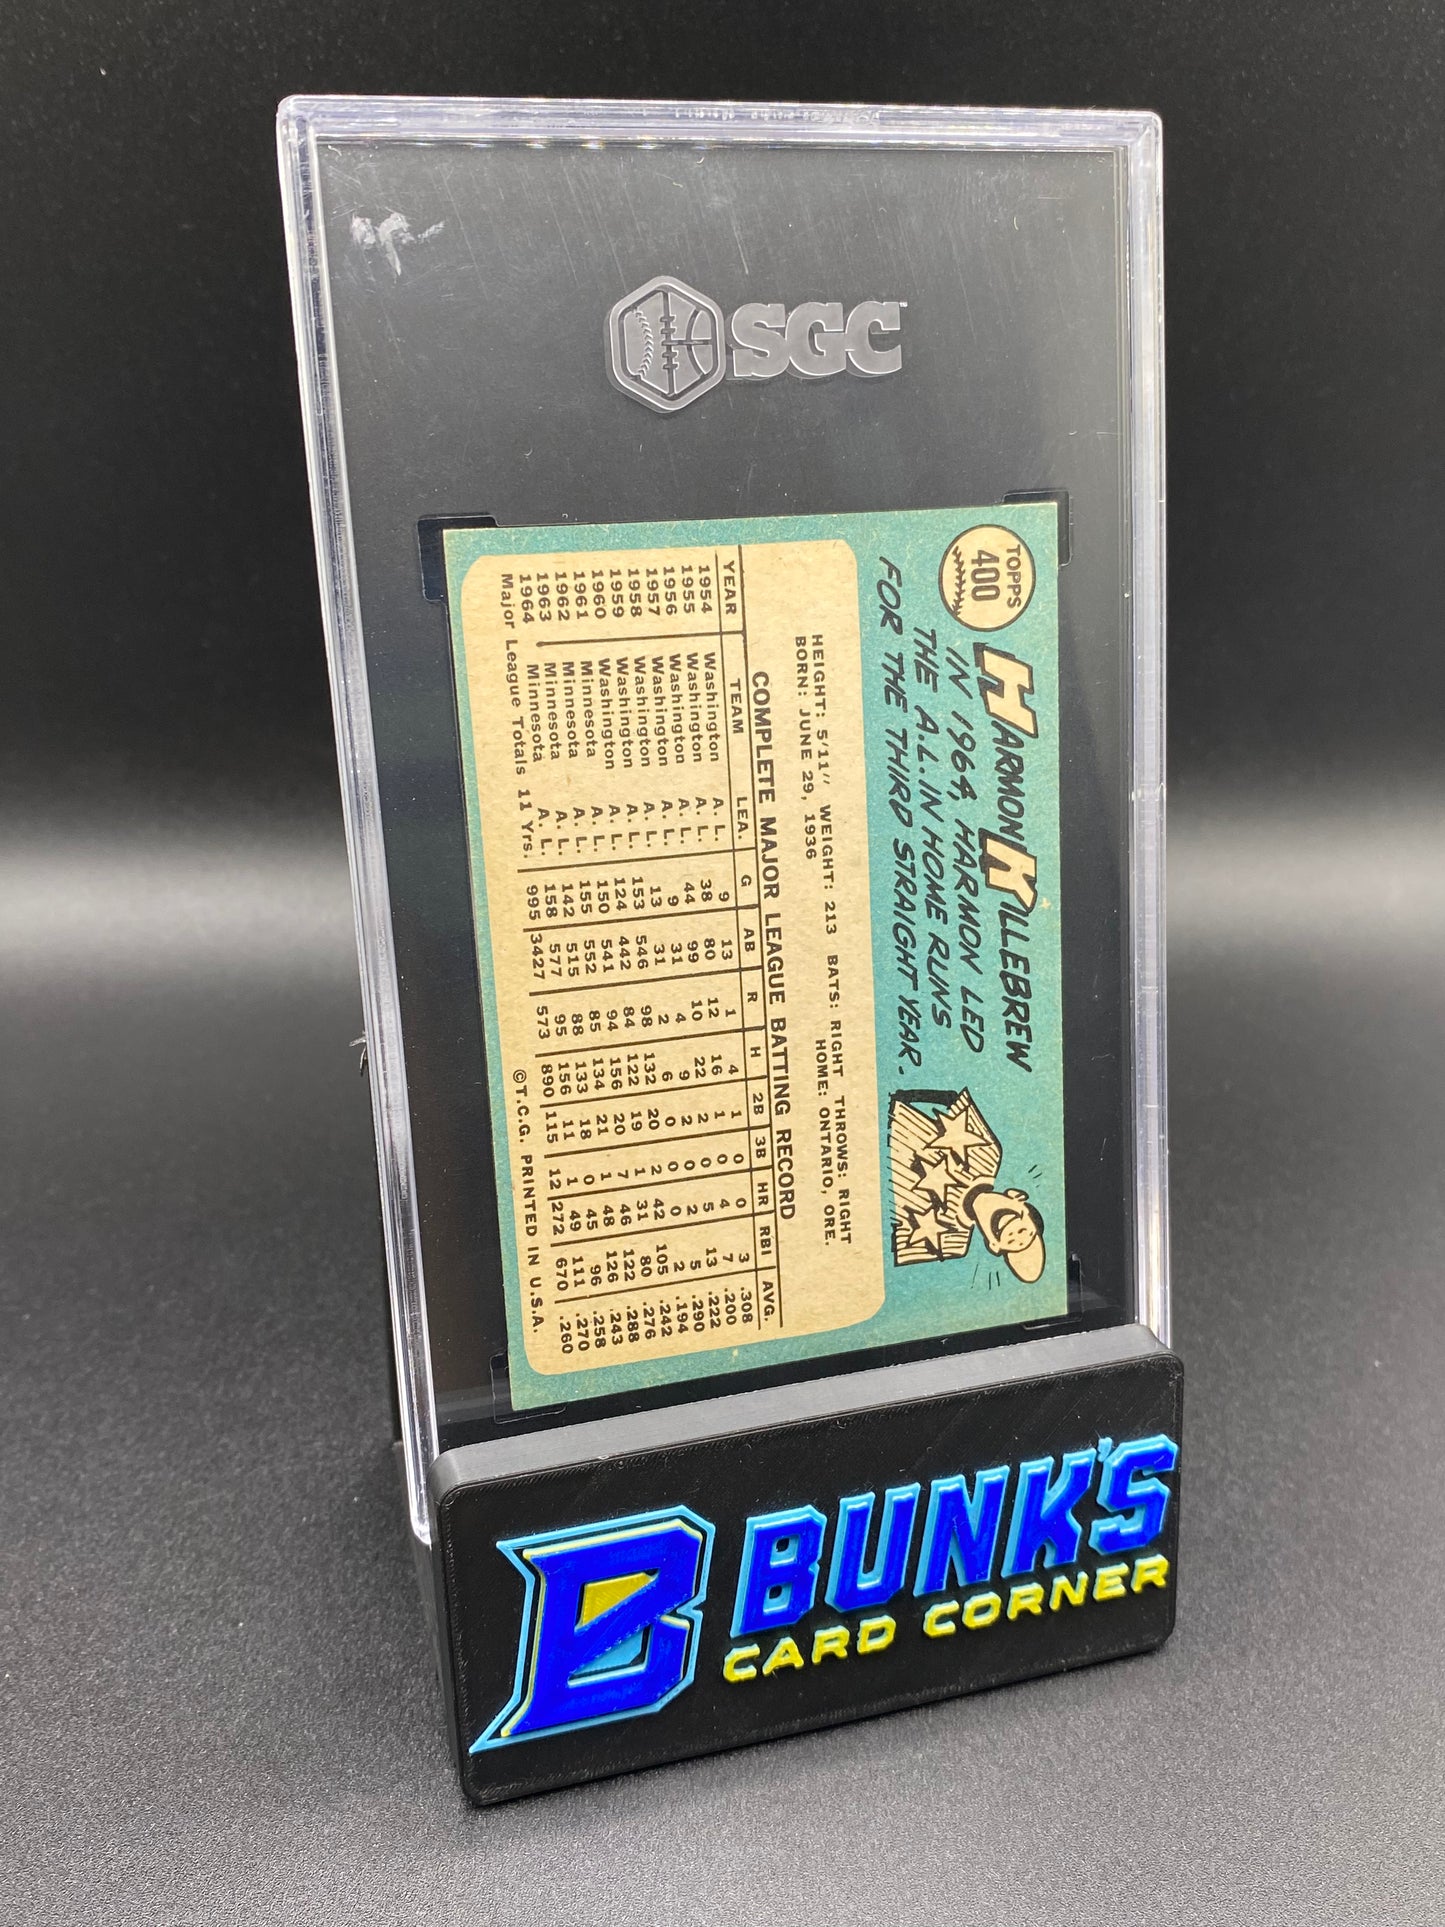 SGC™
TOPPS
400
HARMON KILLEBREW
IN 1964, HARMON LED
THE A.L. IN HOME RUNS
FOR THE THIRD STRAIGHT YEAR.
HEIGHT: 5'11" WEIGHT: 213 BATS: RIGHT THROWS: RIGHT
BORN: JUNE 29, 1936 HOME: ONTARIO, ORE.
COMPLETE MAJOR LEAGUE BATTING RECORD
YEAR TEAM LEA. G AB R H 2B 3B HR RBI AVG.
1954 Washington A. L. 9 13 1 4 1 0 0 3 .308
1955 Washington A. L. 38 80 12 16 1 0 4 7 .200
1956 Washington A. L. 44 99 10 22 2 0 5 13 .222
1957 Washington A. L. 9 31 4 9 2 0 2 5 .290
1958 Washington A. L. 13 31 2 6 0 0 0 2 .194
1959 Washington A. L. 153 546 98 132 20 2 42 105 .242
1960 Washington A. L. 124 442 84 122 19 1 31 80 .276
1961 Minnesota A. L. 150 541 94 156 20 7 46 122 .288
1962 Minnesota A. L. 155 552 85 134 21 1 48 126 .243
1963 Minnesota A. L. 142 515 88 133 18 0 45 96 .258
1964 Minnesota A. L. 158 577 95 156 11 1 49 111 .270
Major League Totals 11 Yrs. 995 3427 573 890 115 12 272 670 .260
©T.C.G. PRINTED IN U.S.A.
B BUNK'S
CARD CORNER